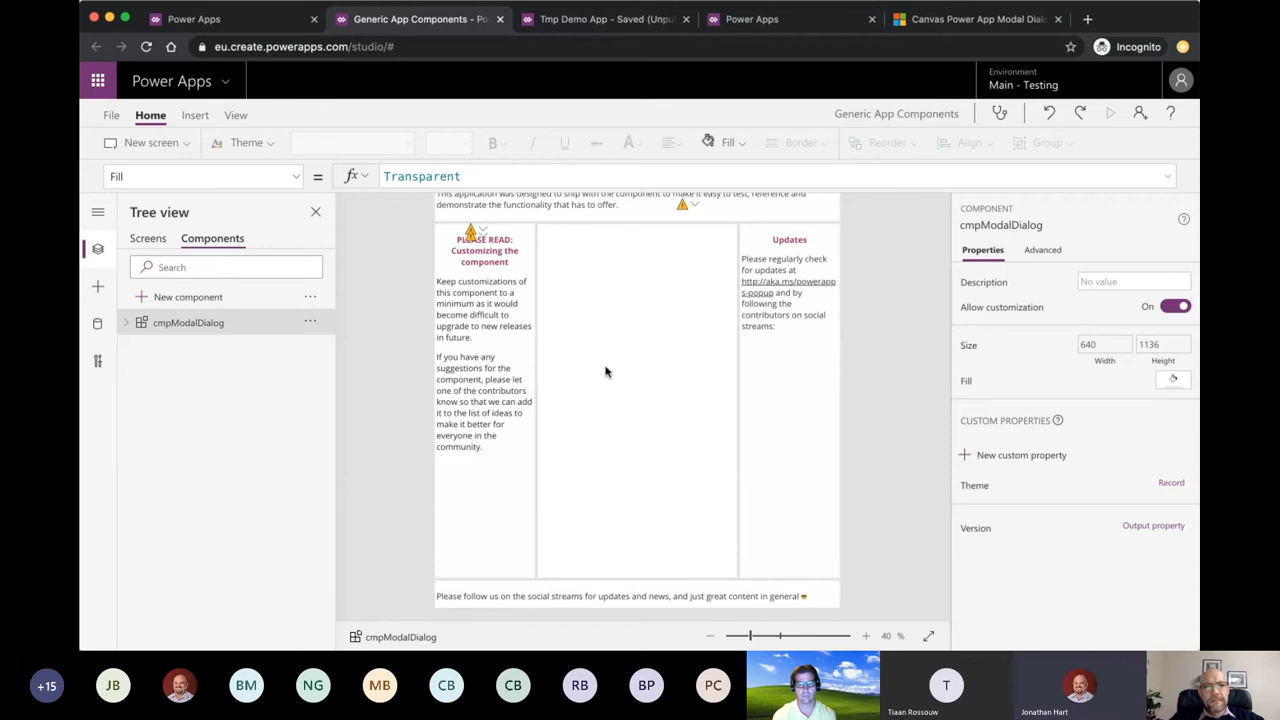 Power Apps
Generic App Components - Po
Tmp Demo App - Saved (Unpu
Power Apps
Canvas Power App Modal Dialo
eu.create.powerapps.com/studio/#
Incognito
Power Apps
Environment
Main - Testing
File
Home
Insert
View
Generic App Components
New screen
Theme
B
I
U
abc
A
Fill
Border
Reorder
Align
Group
Fill
=
fx
Transparent
Tree view
Screens
Components
Search
New component
cmpModalDialog
This application was designed to ship with the component to make it easy to test, reference and
demonstrate the functionality that has to offer.
PLEASE READ:
Customizing the
component
Keep customizations of
this component to a
minimum as it would
become difficult to
upgrade to new releases
in future.
If you have any
suggestions for the
component, please let
one of the contributors
know so that we can add
it to the list of ideas to
make it better for
everyone in the
community.
Updates
Please regularly check
for updates at
http://aka.ms/powerapp
s-popup and by
following the
contributors on social
streams:
Please follow us on the social streams for updates and news, and just great content in general
cmpModalDialog
40 %
COMPONENT
cmpModalDialog
Properties
Advanced
Description
No value
Allow customization
On
Size
640
1136
Width
Height
Fill
CUSTOM PROPERTIES
New custom property
Theme
Record
Version
Output property
+15
JB
BM
NG
MB
CB
CB
RB
BP
PC
T
Tiaan Rossouw
Jonathan Hart